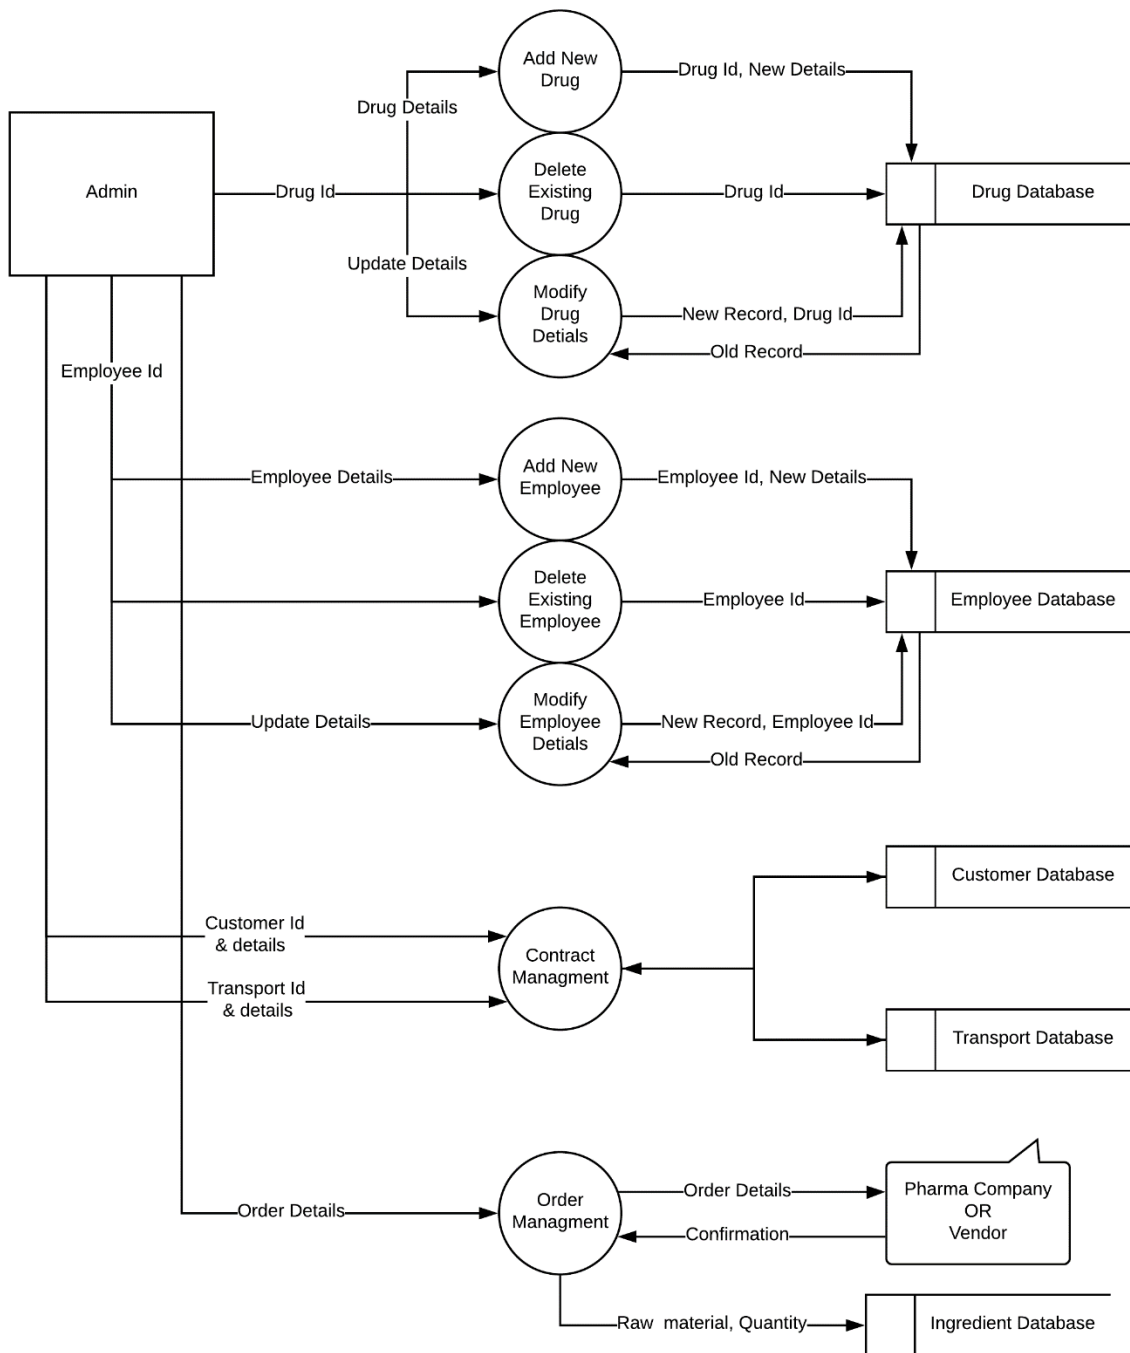 Add New
Drug
Drug Id, New Details
Drug Details
Admin
Drug Id
Delete
Existing
Drug
Drug Id
Drug Database
Update Details
Modify
Drug
Detials
New Record, Drug Id
Old Record
Employee Id
Employee Details
Add New
Employee
Employee Id, New Details
Delete
Existing
Employee
Employee Id
Employee Database
Update Details
Modify
Employee
Detials
New Record, Employee Id
Old Record
Customer Database
Customer Id
& details
Contract
Managment
Transport Id
& details
Transport Database
Order Details
Order
Managment
Order Details
Confirmation
Pharma Company
OR
Vendor
Raw material, Quantity
Ingredient Database